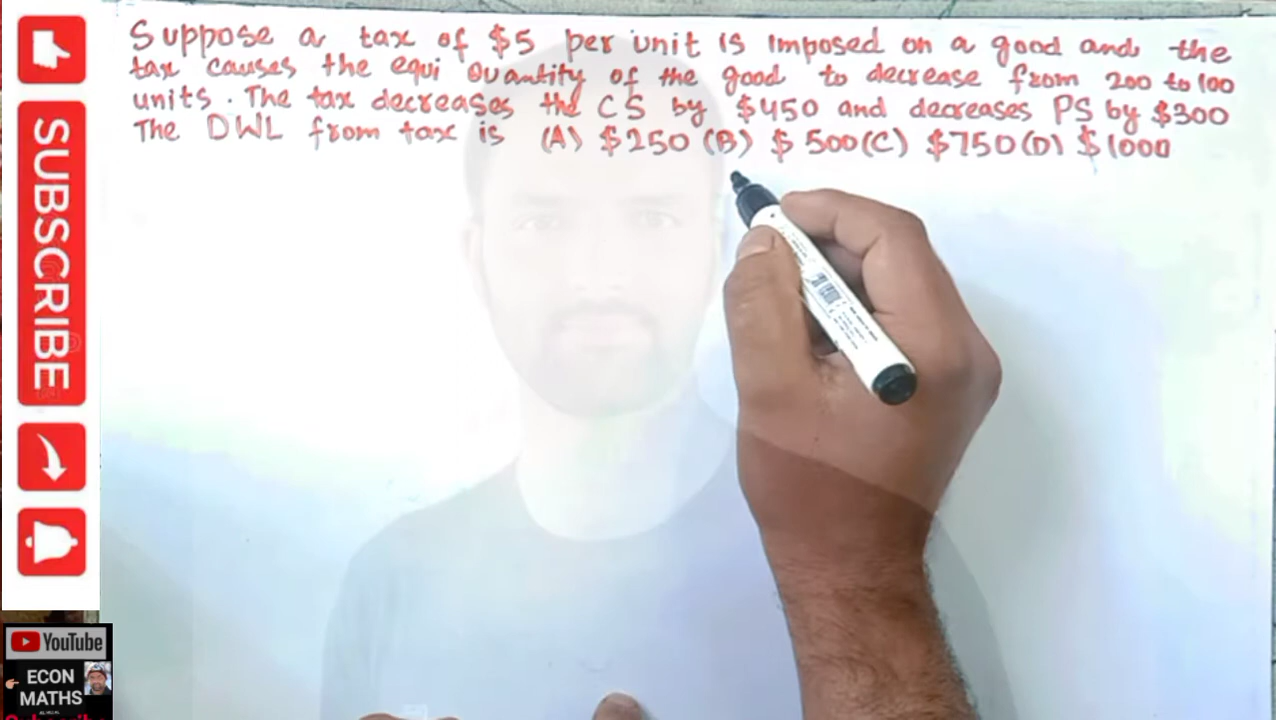 Suppose a tax of $5 per unit is imposed on a good and the
tax causes the equi Quantity of the good to decrease from 200 to 100
units. The tax decreases the CS by $450 and decreases PS by $300
The DWL from tax is (A) $250 (B) $500 (C) $750 (D) $1000
SUBSCRIBE
YouTube
ECON
MATHS